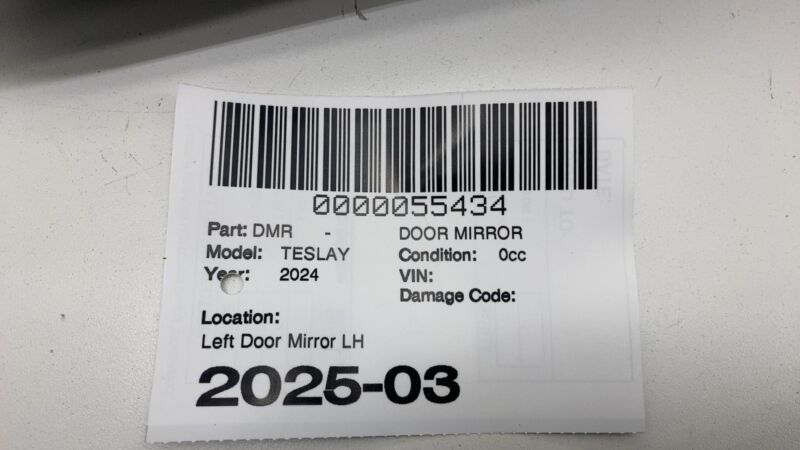 0000055434
Part: DMR - DOOR MIRROR
Model: TESLAY Condition: 0cc
Year: 2024 VIN:
Damage Code:
Location:
Left Door Mirror LH
2025-03